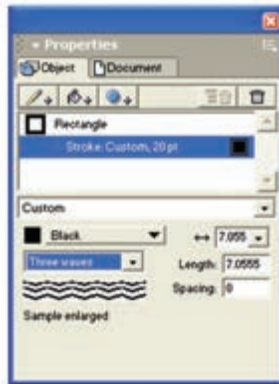 Properties
Object Document
Rectangle
Stroke: Custom, 20 pt
Custom
Black 7.055
Three waves Length: 7.0555
Spacing: 0
Sample enlarged